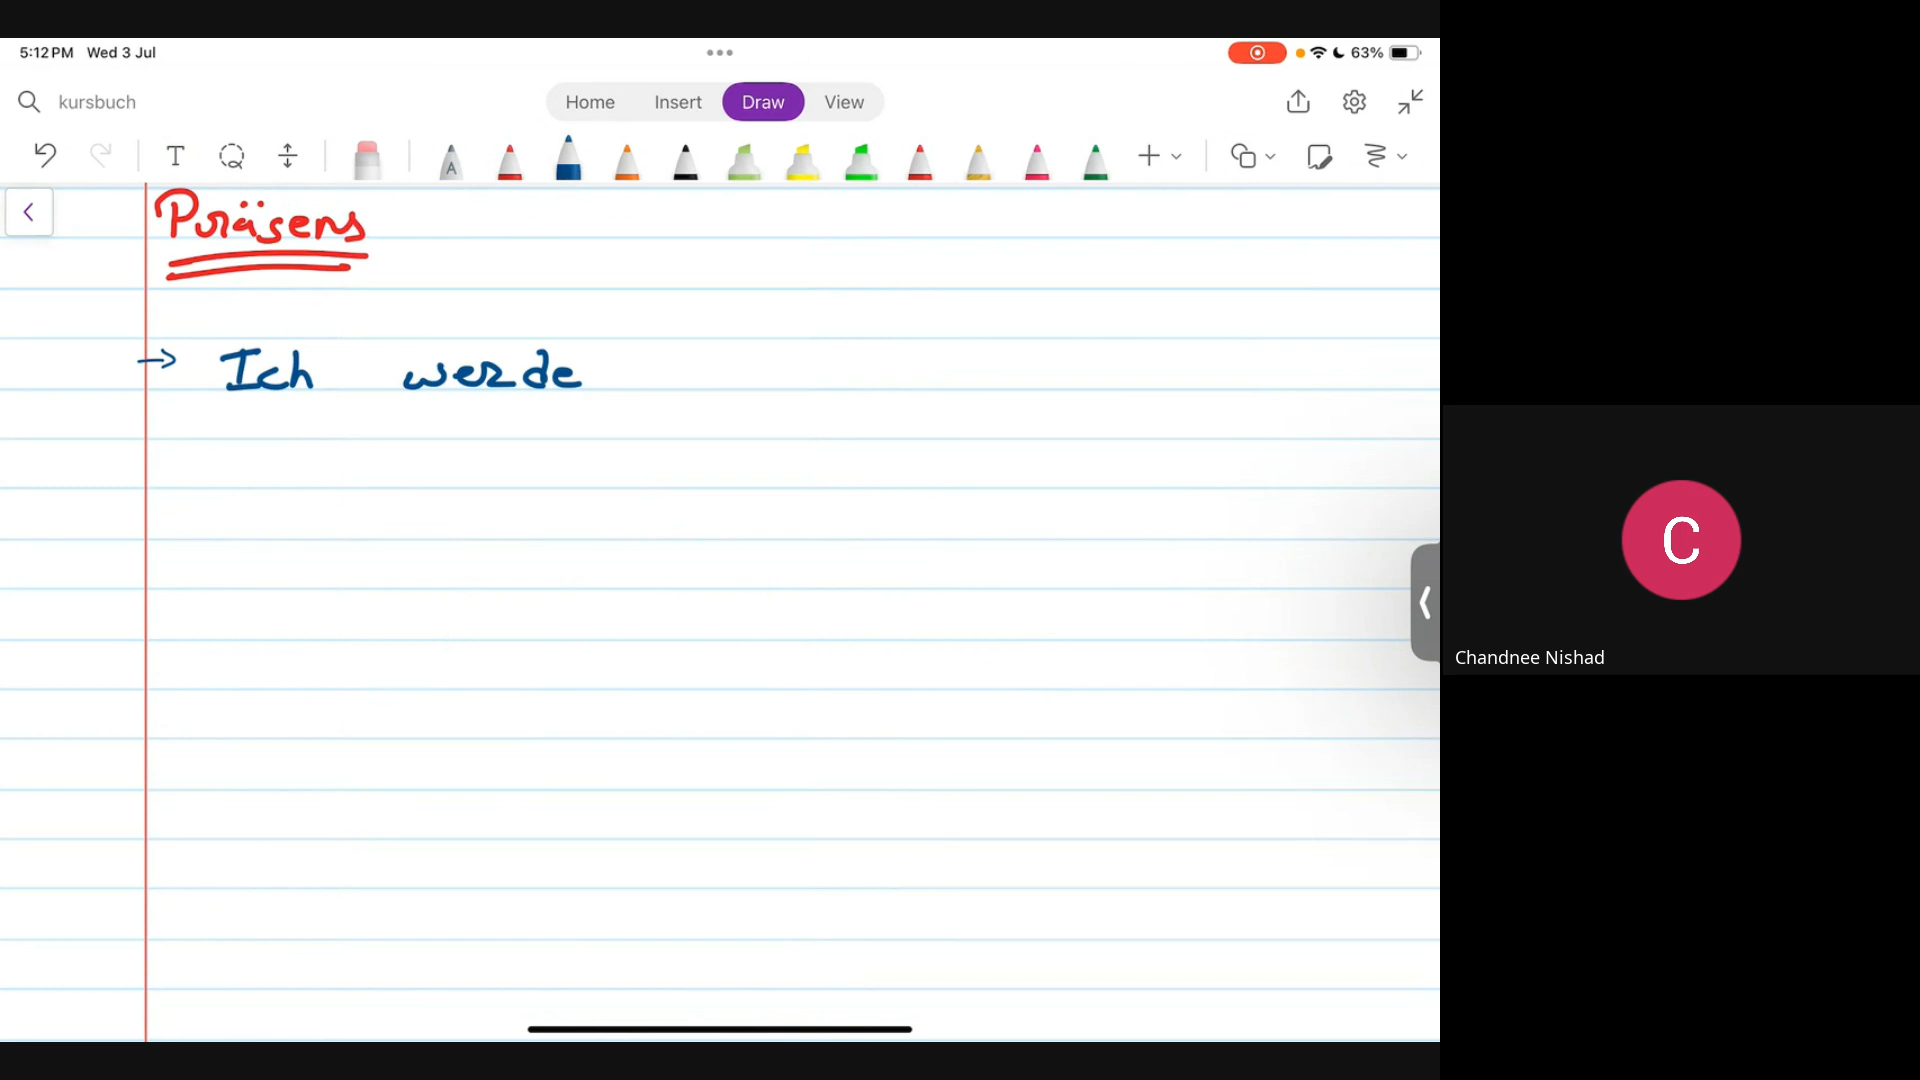 5:12 PM Wed 3 Jul 63%
kursbuch Home Insert Draw View
T A
Präsens
→ Ich werde
C
Chandnee Nishad